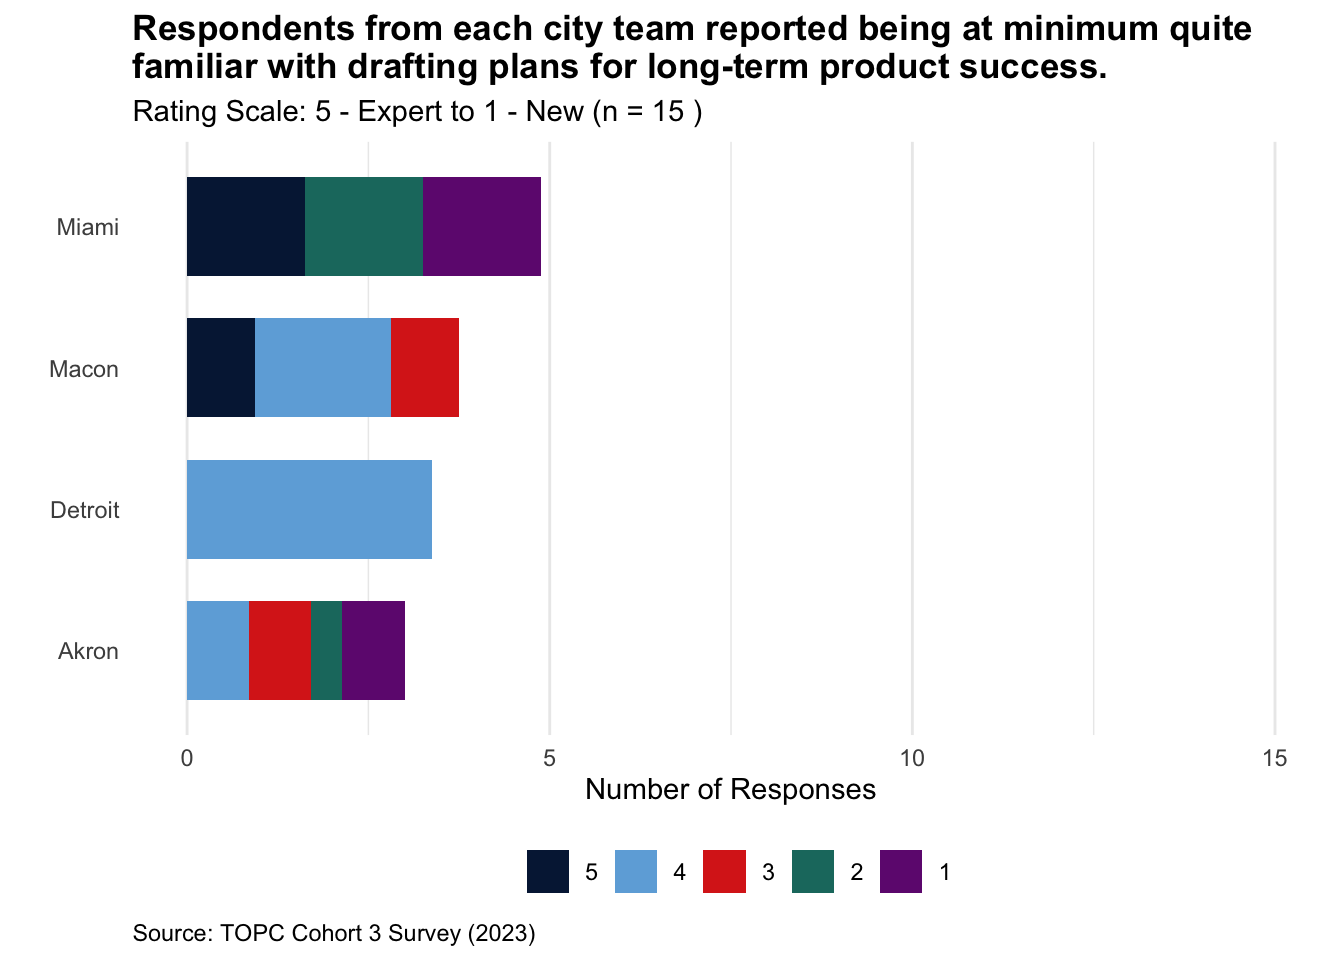 Respondents from each city team reported being at minimum quite
familiar with drafting plans for long-term product success.
Rating Scale: 5 - Expert to 1 - New (n = 15 )
Miami
Macon
Detroit
Akron
0 5 10 15
Number of Responses
5 4 3 2 1
Source: TOPC Cohort 3 Survey (2023)